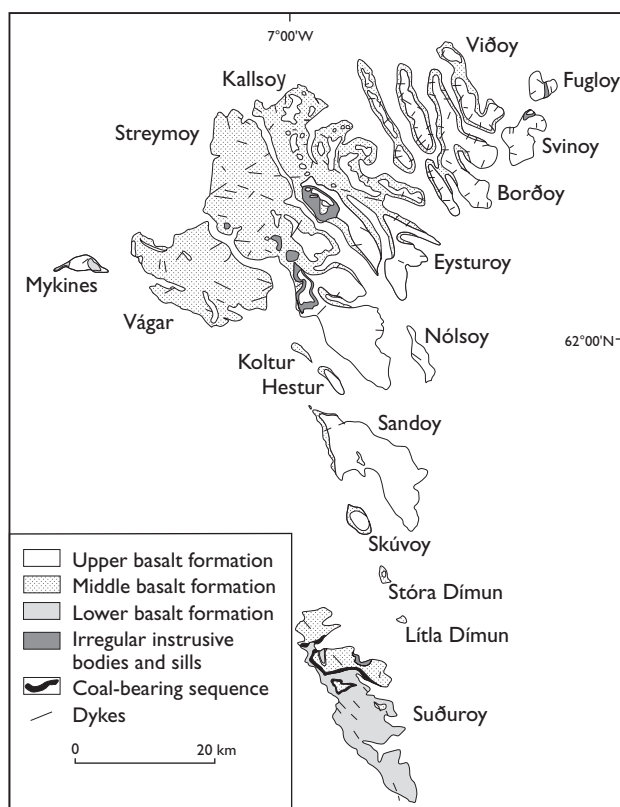 7°00'W
Viðoy
Kallsoy
Fugloy
Streymoy
Svinoy
Borðoy
Eysturoy
Mykines
Vágar
Nólsoy
62°00'N
Koltur
Hestur
Sandoy
Skúvoy
Stóra Dímun
Lítla Dímun
Suðuroy
Upper basalt formation
Middle basalt formation
Lower basalt formation
Irregular instrusive
bodies and sills
Coal-bearing sequence
Dykes
0 20 km